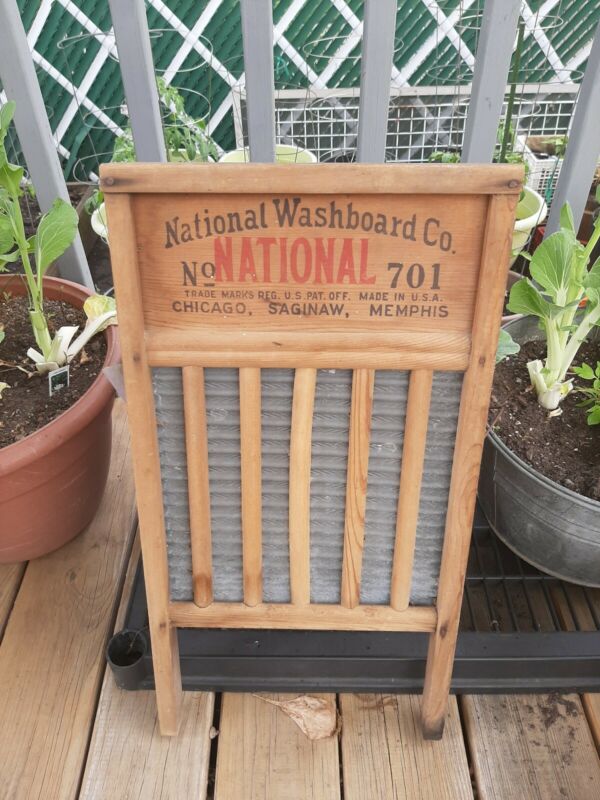 National Washboard Co.
No NATIONAL 701
TRADE MARKS REG. U.S. PAT. OFF. MADE IN U.S.A.
CHICAGO, SAGINAW, MEMPHIS